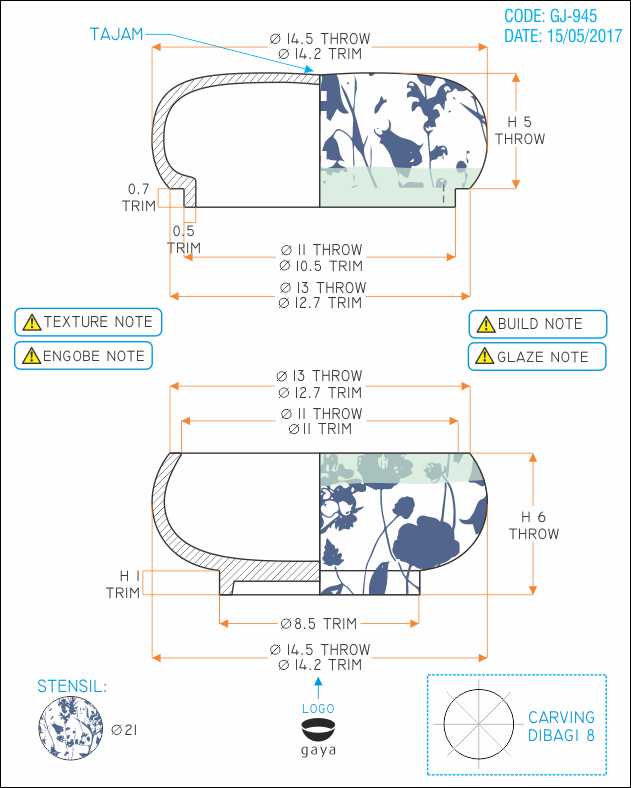 CODE: GJ-945
DATE: 15/05/2017
TAJAM
Ø 14.5 THROW
Ø 14.2 TRIM
H 5
THROW
0.7
TRIM
0.5
TRIM
Ø 11 THROW
Ø 10.5 TRIM
Ø 13 THROW
Ø 12.7 TRIM
TEXTURE NOTE
BUILD NOTE
ENGOBE NOTE
GLAZE NOTE
Ø 13 THROW
Ø 12.7 TRIM
Ø 11 THROW
Ø 11 TRIM
H 6
THROW
H 1
TRIM
Ø 8.5 TRIM
Ø 14.5 THROW
Ø 14.2 TRIM
STENSIL:
Ø 21
LOGO
gaya
CARVING
DIBAGI 8